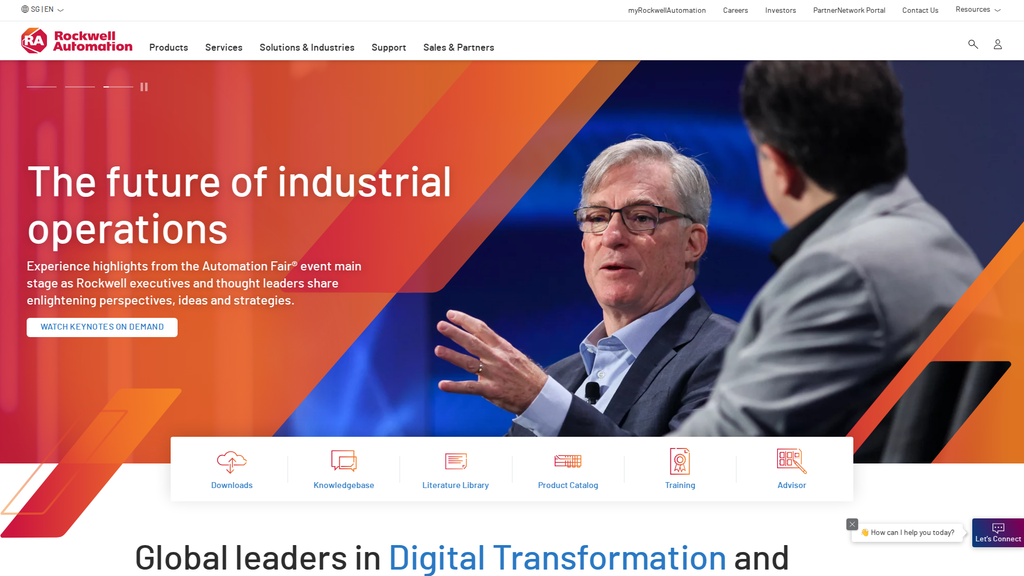 SG | EN
myRockwellAutomation
Careers
Investors
PartnerNetwork Portal
Contact Us
Resources
RA
Rockwell
Automation
Products
Services
Solutions & Industries
Support
Sales & Partners
The future of industrial
operations
Experience highlights from the Automation Fair® event main
stage as Rockwell executives and thought leaders share
enlightening perspectives, ideas and strategies.
WATCH KEYNOTES ON DEMAND
Downloads
Knowledgebase
Literature Library
Product Catalog
Training
Advisor
👋 How can I help you today?
Let's Connect
Global leaders in Digital Transformation and